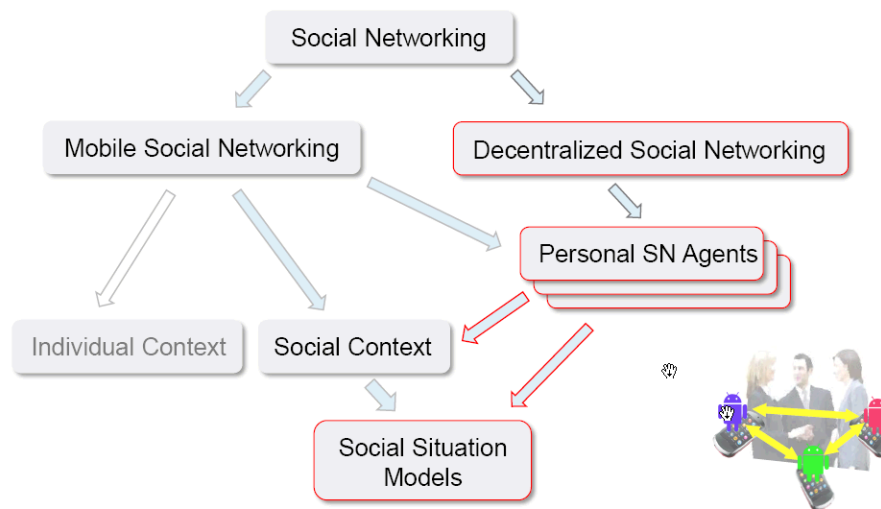 Social Networking
Mobile Social Networking
Decentralized Social Networking
Personal SN Agents
Individual Context
Social Context
Social Situation
Models